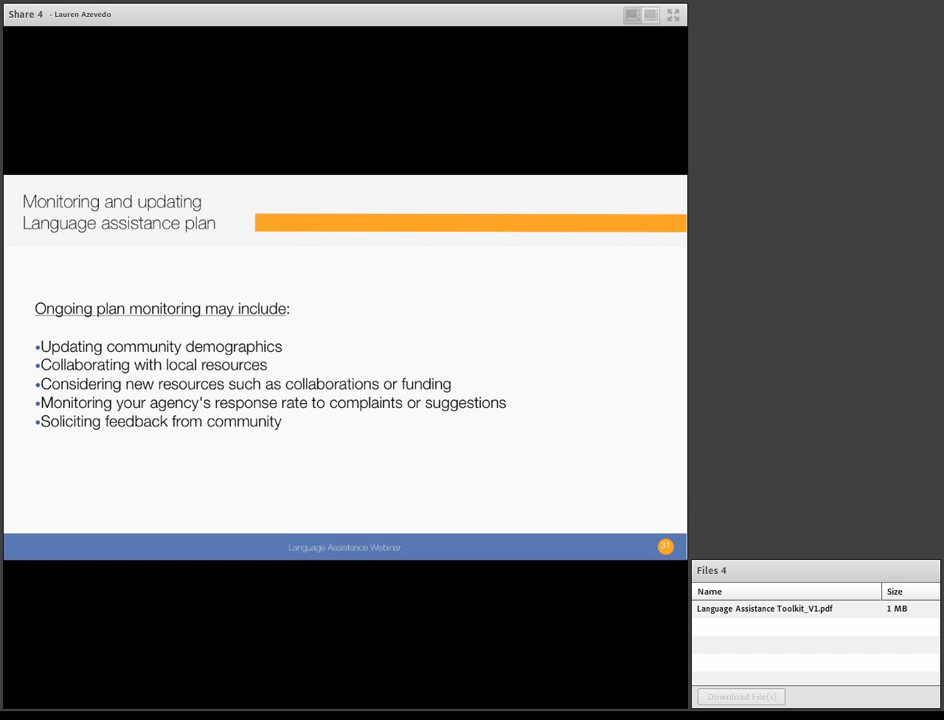 Share 4 - Lauren Azevedo
Monitoring and updating
Language assistance plan
Ongoing plan monitoring may include:
•Updating community demographics
•Collaborating with local resources
•Considering new resources such as collaborations or funding
•Monitoring your agency's response rate to complaints or suggestions
•Soliciting feedback from community
Language Assistance Webinar
31
Files 4
Name Size
Language Assistance Toolkit_V1.pdf 1 MB
Download File(s)